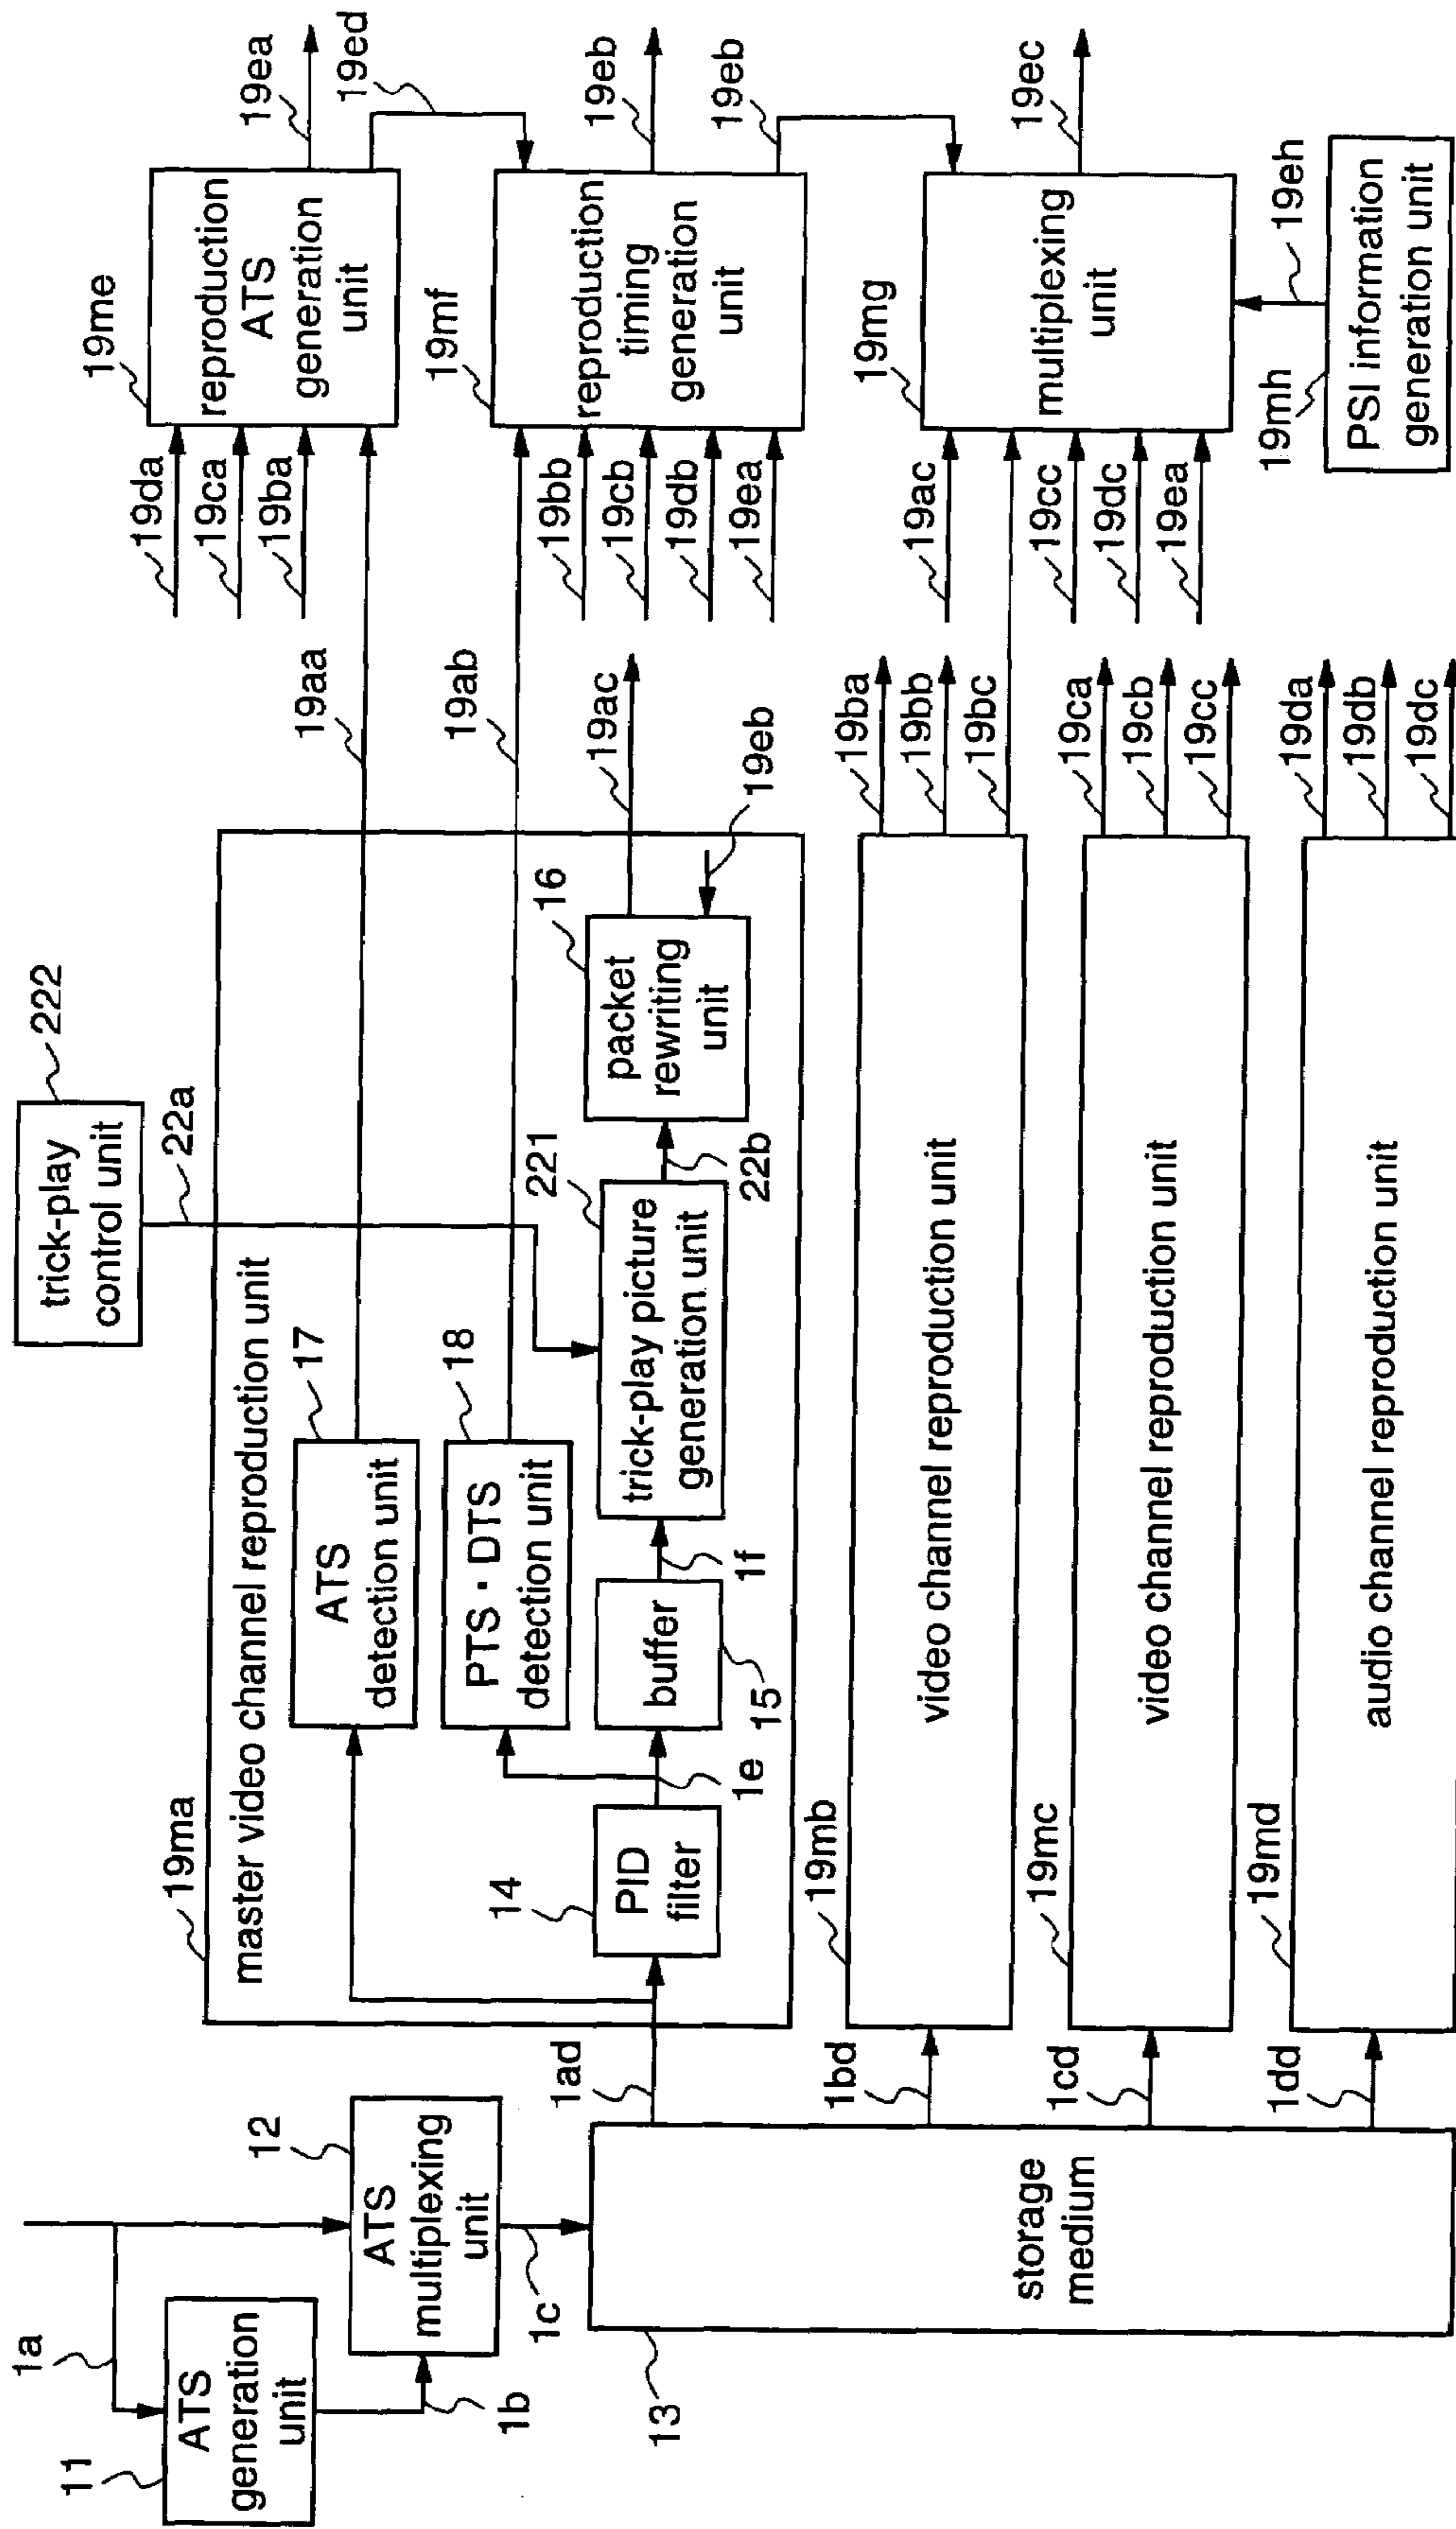 1a
11
ATS
generation
unit
1b
12
ATS
multiplexing
unit
1c
13
storage
medium
1ad
1bd
1cd
1dd
19ma
master video channel reproduction unit
14
PID
filter
1e
17
ATS
detection unit
18
PTS・DTS
detection unit
buffer
15
1f
222
trick-play
control unit
22a
221
trick-play picture
generation unit
22b
16
packet
rewriting
unit
19eb
19mb
video channel reproduction unit
19mc
video channel reproduction unit
19md
audio channel reproduction unit
19aa
19ab
19ac
19ba
19bb
19bc
19ca
19cb
19cc
19da
19db
19dc
19da
19ca
19ba
19me
reproduction
ATS
generation
unit
19ea
19ed
19bb
19cb
19db
19ea
19mf
reproduction
timing
generation
unit
19eb
19eb
19ac
19cc
19dc
19ea
19mg
multiplexing
unit
19ec
19eh
19mh
PSI information
generation unit